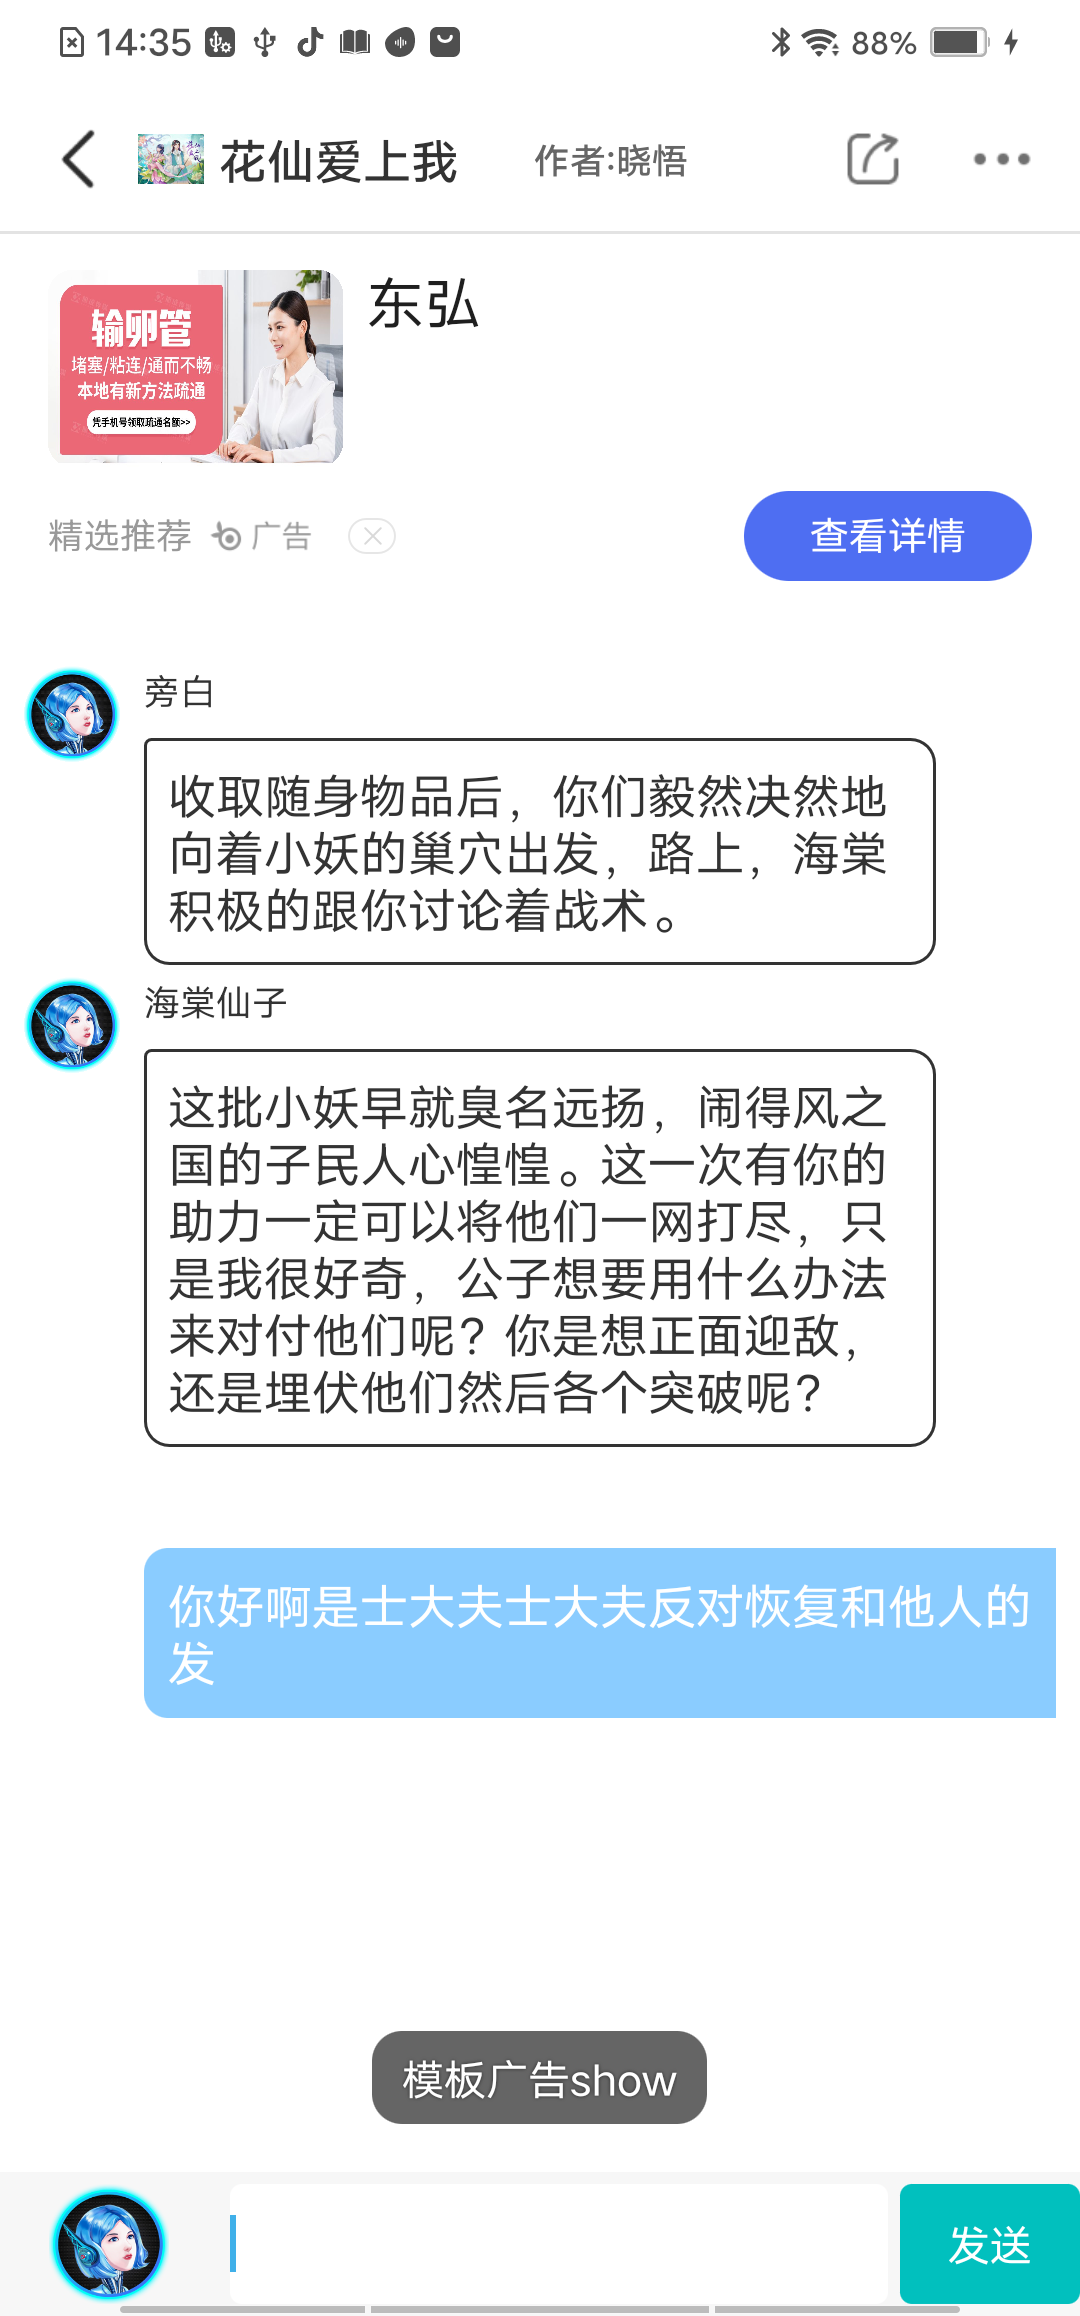 14:35
88%
花仙爱上我
作者:晓悟
输卵管
堵塞/粘连/通而不畅
本地有新方法疏通
凭手机号领取疏通名额>>
东弘
精选推荐 广告
查看详情
旁白
收取随身物品后，你们毅然决然地
向着小妖的巢穴出发，路上，海棠
积极的跟你讨论着战术。
海棠仙子
这批小妖早就臭名远扬，闹得风之
国的子民人心惶惶。这一次有你的
助力一定可以将他们一网打尽，只
是我很好奇，公子想要用什么办法
来对付他们呢？你是想正面迎敌，
还是埋伏他们然后各个突破呢？
你好啊是士大夫士大夫反对恢复和他人的
发
模板广告show
发送